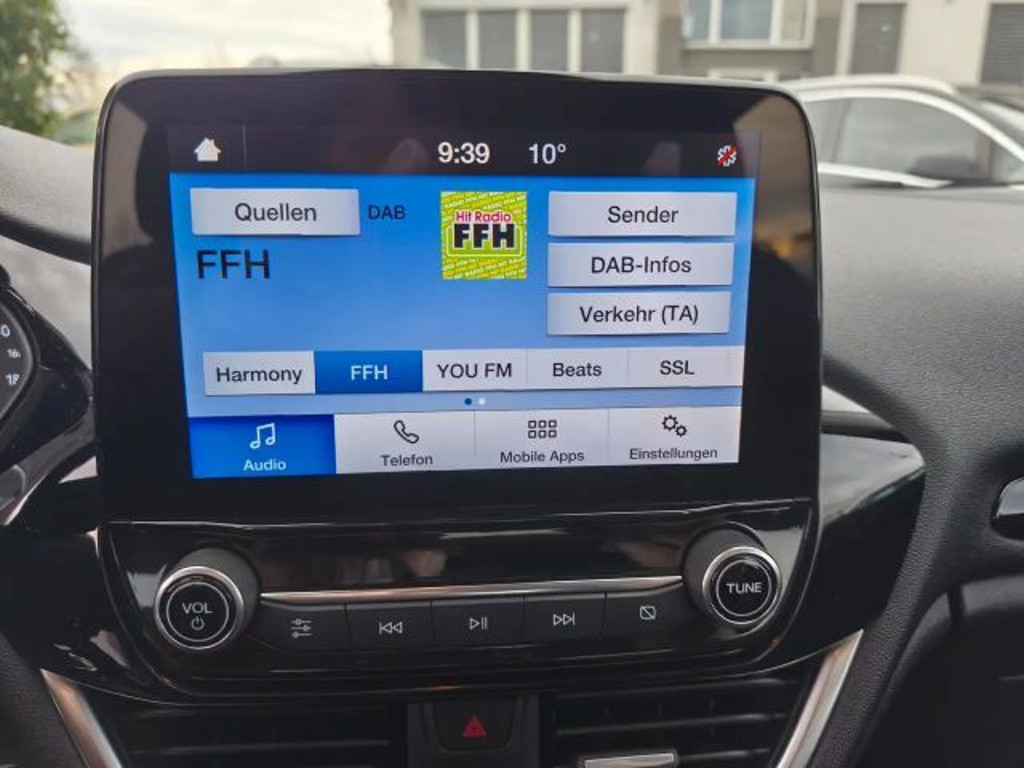 9:39 10°
Quellen DAB
Hit Radio
FFH
FFH
Sender
DAB-Infos
Verkehr (TA)
Harmony FFH YOU FM Beats SSL
Audio Telefon Mobile Apps Einstellungen
VOL
TUNE